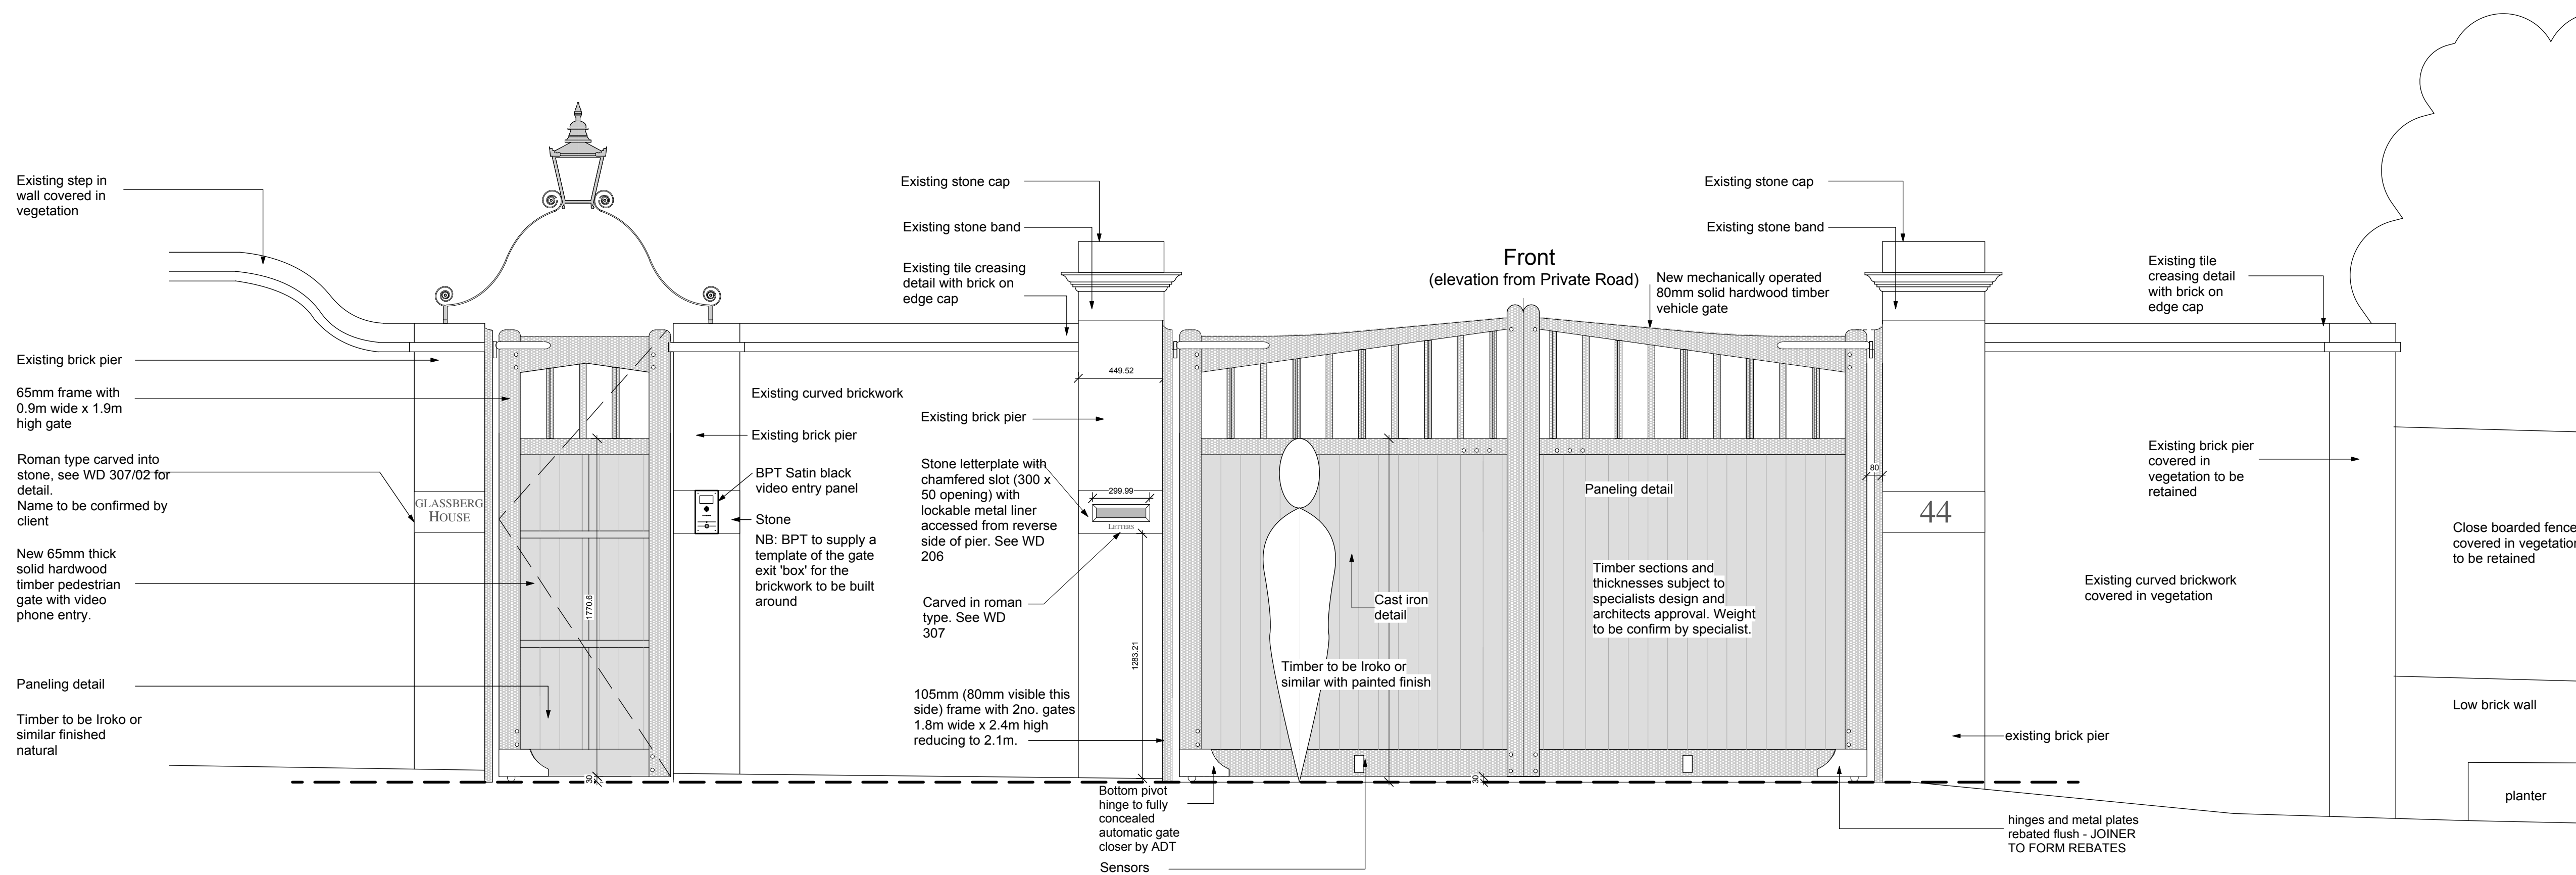 Existing step in
wall covered in
vegetation
Existing brick pier
65mm frame with
0.9m wide x 1.9m
high gate
Roman type carved into
stone, see WD 307/02 for
detail.
Name to be confirmed by
client
New 65mm thick
solid hardwood
timber pedestrian
gate with video
phone entry.
Paneling detail
Timber to be Iroko or
similar finished
natural
GLASSBERG
HOUSE
1770.6
30
Existing curved brickwork
Existing brick pier
BPT Satin black
video entry panel
Stone
NB: BPT to supply a
template of the gate
exit 'box' for the
brickwork to be built
around
Existing stone cap
Existing stone band
Existing tile creasing
detail with brick on
edge cap
449.52
Existing brick pier
Stone letterplate with
chamfered slot (300 x
50 opening) with
lockable metal liner
accessed from reverse
side of pier. See WD
206
299.99
LETTERS
Carved in roman
type. See WD
307
1283.21
105mm (80mm visible this
side) frame with 2no. gates
1.8m wide x 2.4m high
reducing to 2.1m.
Bottom pivot
hinge to fully
concealed
automatic gate
closer by ADT
Sensors
Front
(elevation from Private Road)
New mechanically operated
80mm solid hardwood timber
vehicle gate
Paneling detail
Cast iron
detail
Timber sections and
thicknesses subject to
specialists design and
architects approval. Weight
to be confirm by specialist.
Timber to be Iroko or
similar with painted finish
30
Existing stone cap
Existing stone band
80
44
existing brick pier
hinges and metal plates
rebated flush - JOINER
TO FORM REBATES
Existing tile
creasing detail
with brick on
edge cap
Existing brick pier
covered in
vegetation to be
retained
Existing curved brickwork
covered in vegetation
Close boarded fence
covered in vegetation
to be retained
Low brick wall
planter